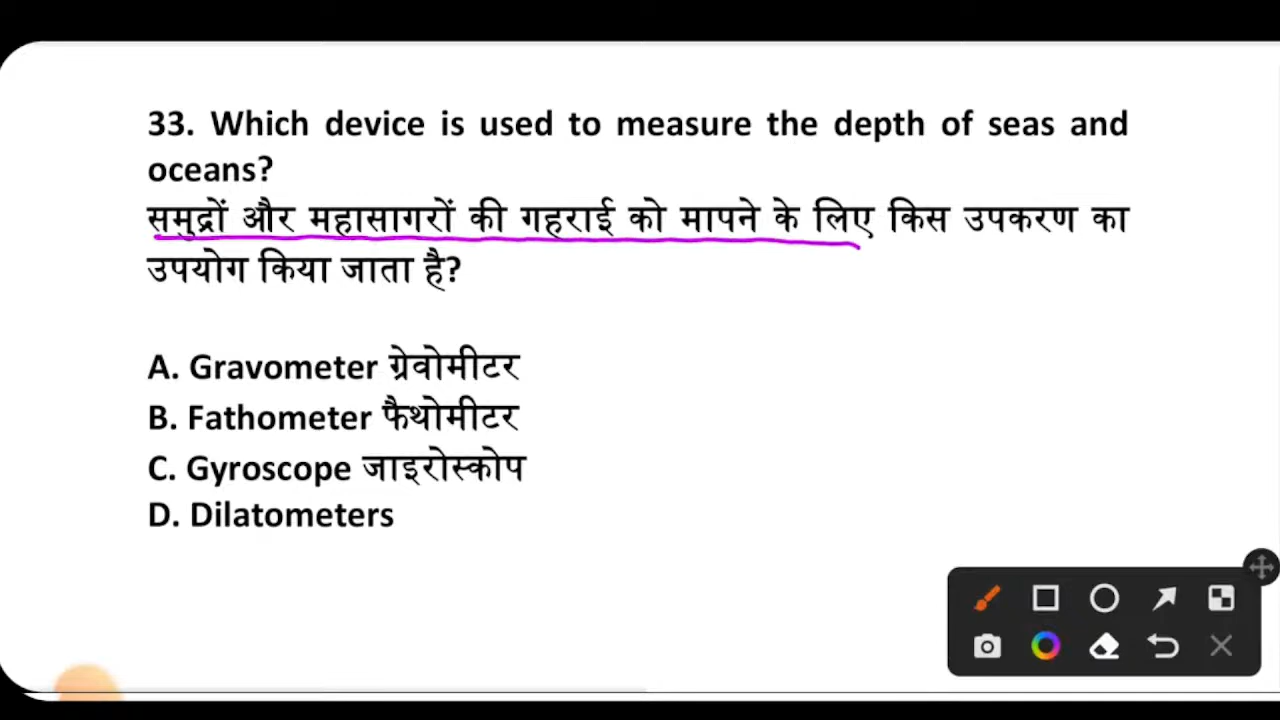 33. Which device is used to measure the depth of seas and
oceans?
समुद्रों और महासागरों की गहराई को मापने के लिए किस उपकरण का
उपयोग किया जाता है?
A. Gravometer ग्रेवोमीटर
B. Fathometer फैथोमीटर
C. Gyroscope जाइरोस्कोप
D. Dilatometers